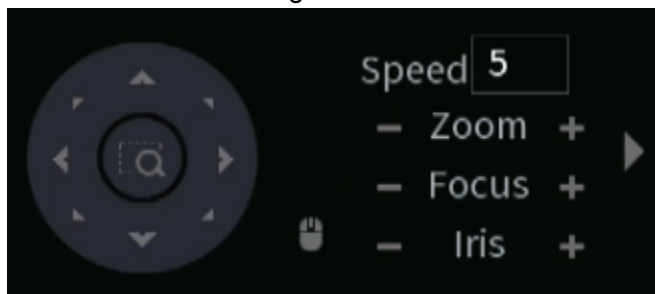 Speed 5
− Zoom +
− Focus +
− Iris +